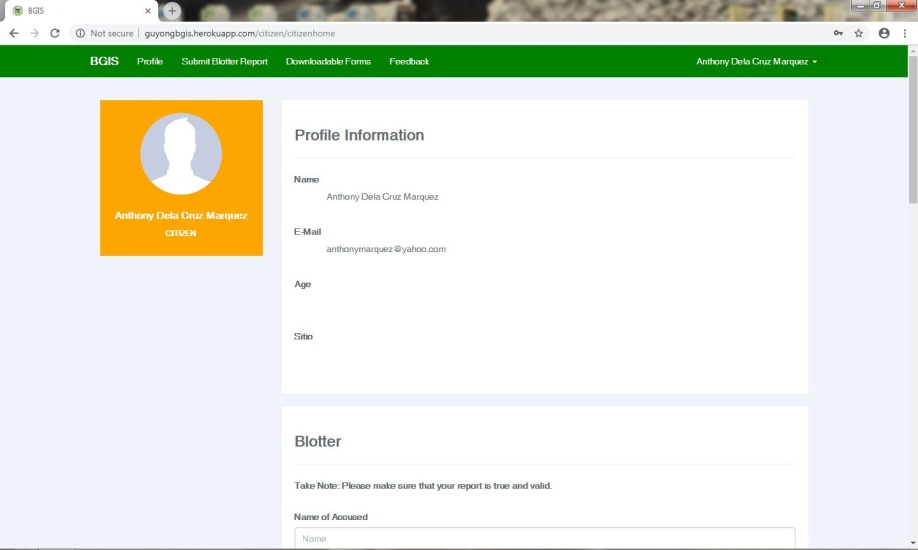 BGIS
Not secure | guyongbgis.herokuapp.com/citizen/citizenhome
BGIS Profile Submit Blotter Report Downloadable Forms Feedback Anthony Dela Cruz Marquez
Anthony Dela Cruz Marquez
CITIZEN
Profile Information
Name
Anthony Dela Cruz Marquez
E-Mail
anthonymarquez@yahoo.com
Age
Sitio
Blotter
Take Note: Please make sure that your report is true and valid.
Name of Accused
Name